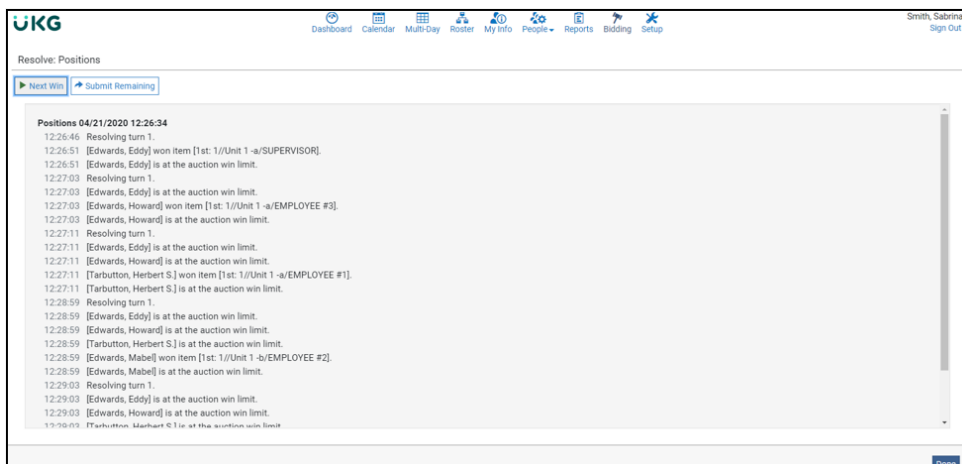 UKG
Dashboard Calendar Multi-Day Roster My Info People Reports Bidding Setup
Smith, Sabrina
Sign Out
Resolve: Positions
Next Win Submit Remaining
Positions 04/21/2020 12:26:34
12:26:46 Resolving turn 1.
12:26:51 [Edwards, Eddy] won item [1st: 1//Unit 1 -a/SUPERVISOR].
12:26:51 [Edwards, Eddy] is at the auction win limit.
12:27:03 Resolving turn 1.
12:27:03 [Edwards, Eddy] is at the auction win limit.
12:27:03 [Edwards, Howard] won item [1st: 1//Unit 1 -a/EMPLOYEE #3].
12:27:03 [Edwards, Howard] is at the auction win limit.
12:27:11 Resolving turn 1.
12:27:11 [Edwards, Eddy] is at the auction win limit.
12:27:11 [Edwards, Howard] is at the auction win limit.
12:27:11 [Tarbutton, Herbert S.] won item [1st: 1//Unit 1 -a/EMPLOYEE #1].
12:27:11 [Tarbutton, Herbert S.] is at the auction win limit.
12:28:59 Resolving turn 1.
12:28:59 [Edwards, Eddy] is at the auction win limit.
12:28:59 [Edwards, Howard] is at the auction win limit.
12:28:59 [Tarbutton, Herbert S.] is at the auction win limit.
12:28:59 [Edwards, Mabel] won item [1st: 1//Unit 1 -b/EMPLOYEE #2].
12:28:59 [Edwards, Mabel] is at the auction win limit.
12:29:03 Resolving turn 1.
12:29:03 [Edwards, Eddy] is at the auction win limit.
12:29:03 [Edwards, Howard] is at the auction win limit.
12:29:03 [Tarbutton, Herbert S.] is at the auction win limit.
Done